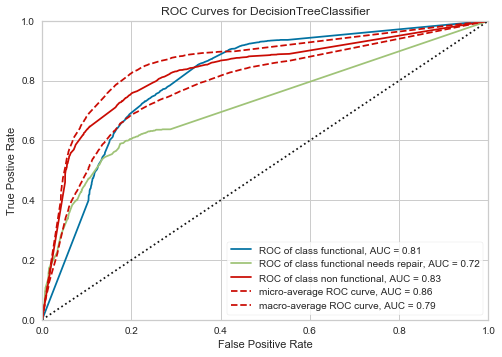 ROC Curves for DecisionTreeClassifier
True Positive Rate
1.0
0.8
0.6
0.4
0.2
0.0
ROC of class functional, AUC = 0.81
ROC of class functional needs repair, AUC = 0.72
ROC of class non functional, AUC = 0.83
micro-average ROC curve, AUC = 0.86
macro-average ROC curve, AUC = 0.79
0.0 0.2 0.4 0.6 0.8 1.0
False Positive Rate